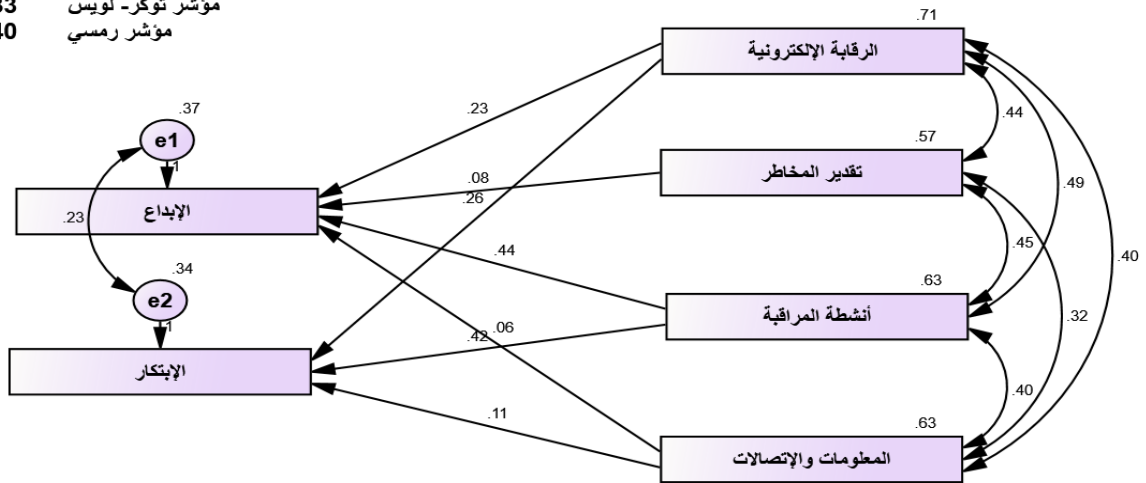 مؤشر توكر- لويس
مؤشر رمسي 40
.71
الرقابة الإلكترونية
.37
e1
1
.23
.44
.57
تقدير المخاطر
.08
.26
.49
الإبداع
.23
.44
.45
.40
.34
e2
1
.63
أنشطة المراقبة
.32
.42
.06
الإبتكار
.40
.11
.63
المعلومات والإتصالات